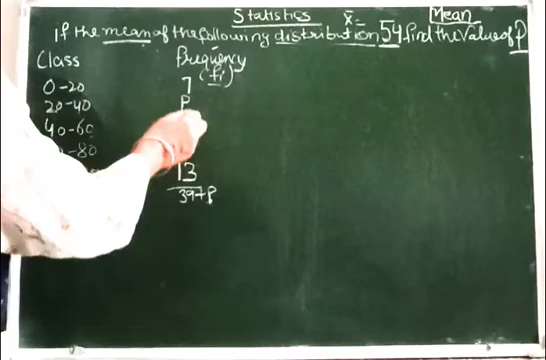 Statistics
x̄ =
Mean
If the mean of the following distribution 54 find the value of P
Class Frequency
(fi)
0-20 7
20-40 P
40-60
80
13
39+P